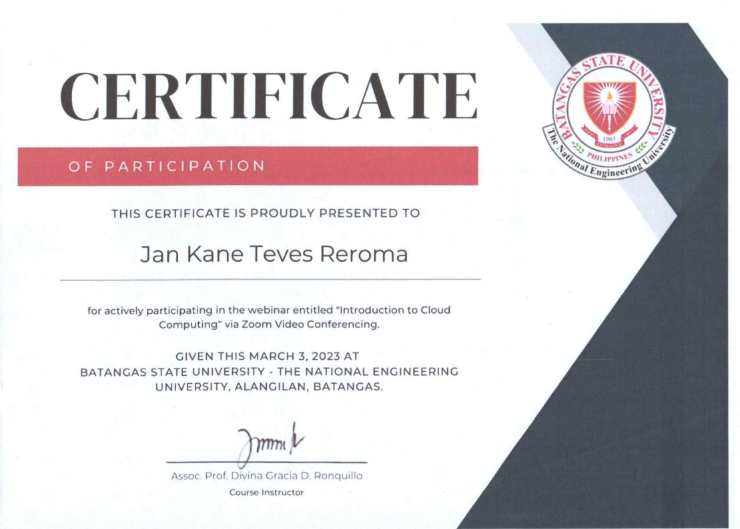 CERTIFICATE
OF PARTICIPATION
THIS CERTIFICATE IS PROUDLY PRESENTED TO
Jan Kane Teves Reroma
for actively participating in the webinar entitled "Introduction to Cloud
Computing" via Zoom Video Conferencing.
GIVEN THIS MARCH 3, 2023 AT
BATANGAS STATE UNIVERSITY - THE NATIONAL ENGINEERING
UNIVERSITY, ALANGILAN, BATANGAS.
Assoc. Prof. Divina Gracia D. Ronquillo
Course Instructor
BATANGAS STATE UNIVERSITY
1903
PHILIPPINES
The National Engineering University